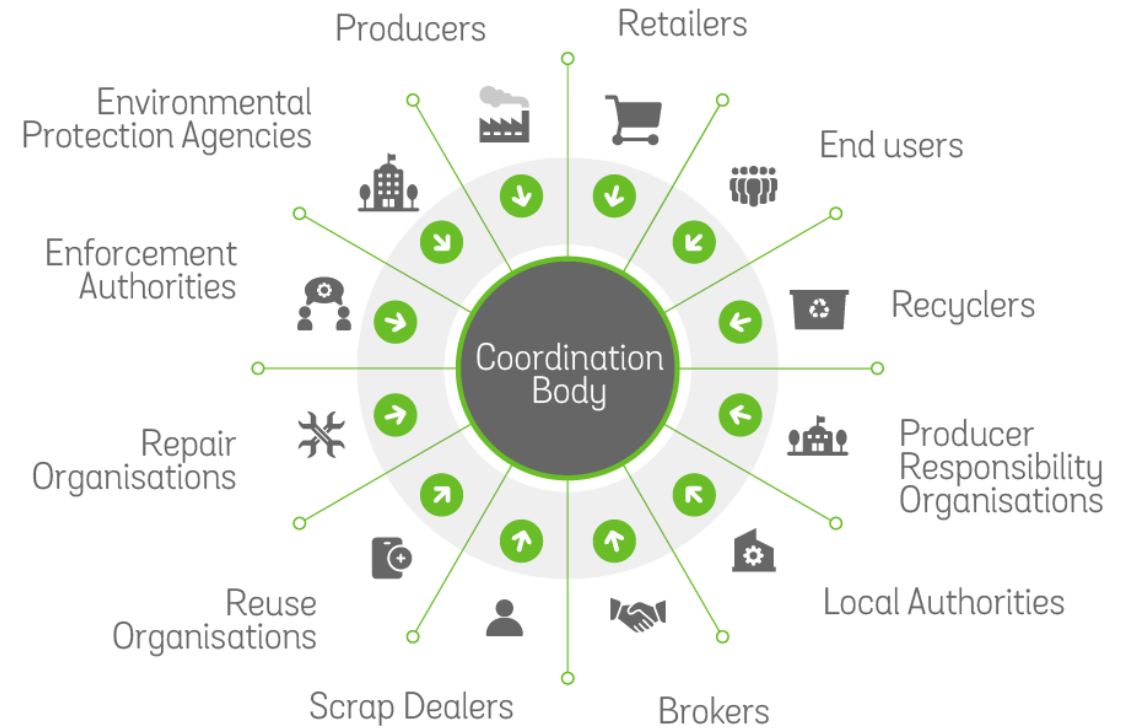 Producers
Retailers
Environmental
Protection Agencies
End users
Enforcement
Authorities
Recyclers
Coordination
Body
Repair
Organisations
Producer
Responsibility
Organisations
Reuse
Organisations
Local Authorities
Scrap Dealers
Brokers